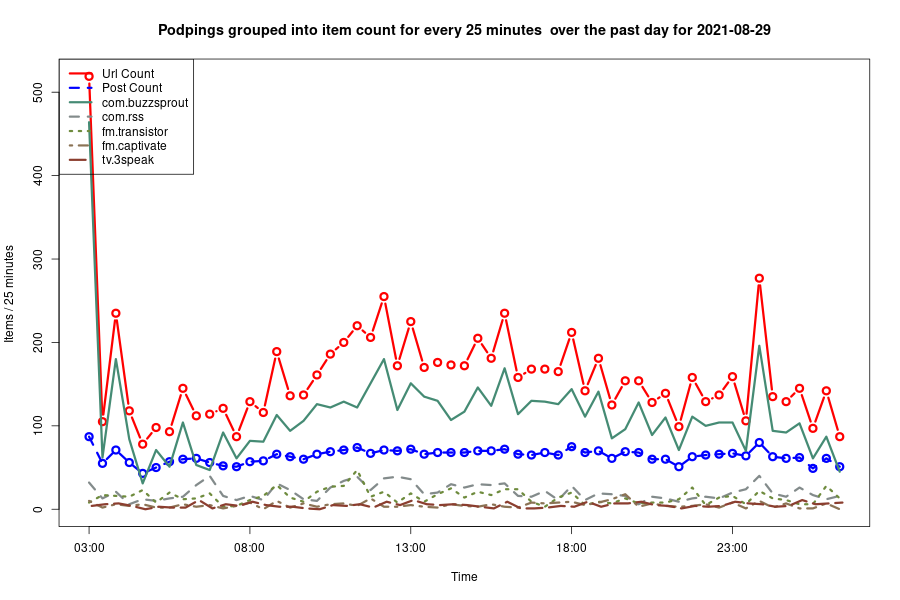 Podpings grouped into item count for every 25 minutes  over the past day for 2021-08-29
Url Count
Post Count
com.buzzsprout
com.rss
fm.transistor
fm.captivate
tv.3speak
Items / 25 minutes
500
400
300
200
100
0
03:00
08:00
13:00
18:00
23:00
Time